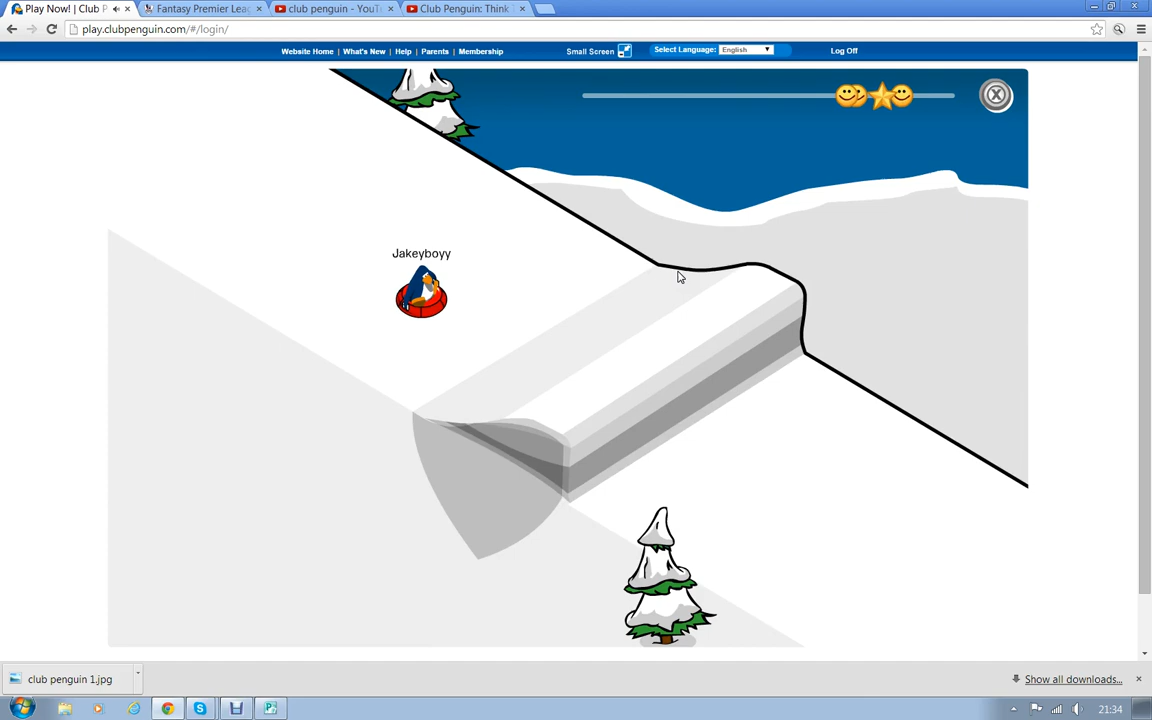 Play Now! | Club P
Fantasy Premier Leag
club penguin - YouTu
Club Penguin: Think
play.clubpenguin.com/#/login/
Website Home | What's New | Help | Parents | Membership
Small Screen
Select Language: English
Log Off
Jakeyboyy
club penguin 1.jpg
Show all downloads...
21:34